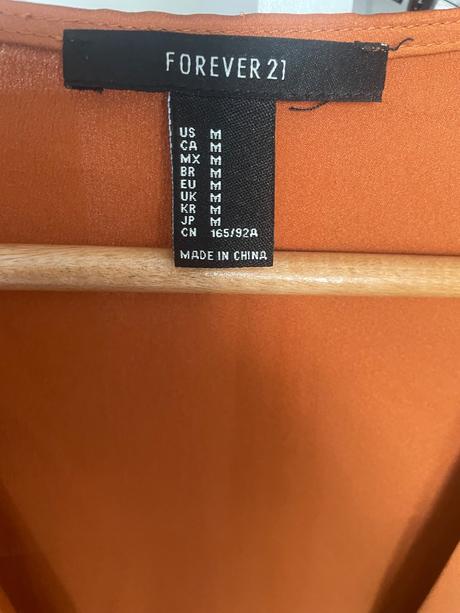 FOREVER 21
US M
CA M
MX M
BR M
EU M
UK M
KR M
JP M
CN 165/92A
MADE IN CHINA